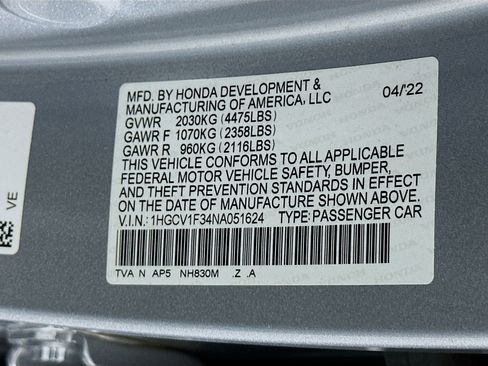 MFD. BY HONDA DEVELOPMENT &
MANUFACTURING OF AMERICA, LLC 04/'22
GVWR 2030KG (4475LBS)
GAWR F 1070KG (2358LBS)
GAWR R 960KG (2116LBS)
THIS VEHICLE CONFORMS TO ALL APPLICABLE
FEDERAL MOTOR VEHICLE SAFETY, BUMPER,
AND THEFT PREVENTION STANDARDS IN EFFECT
ON THE DATE OF MANUFACTURE SHOWN ABOVE.
V.I.N.: 1HGCV1F34NA051624 TYPE: PASSENGER CAR
TVA N AP5 NH830M .Z .A
VE